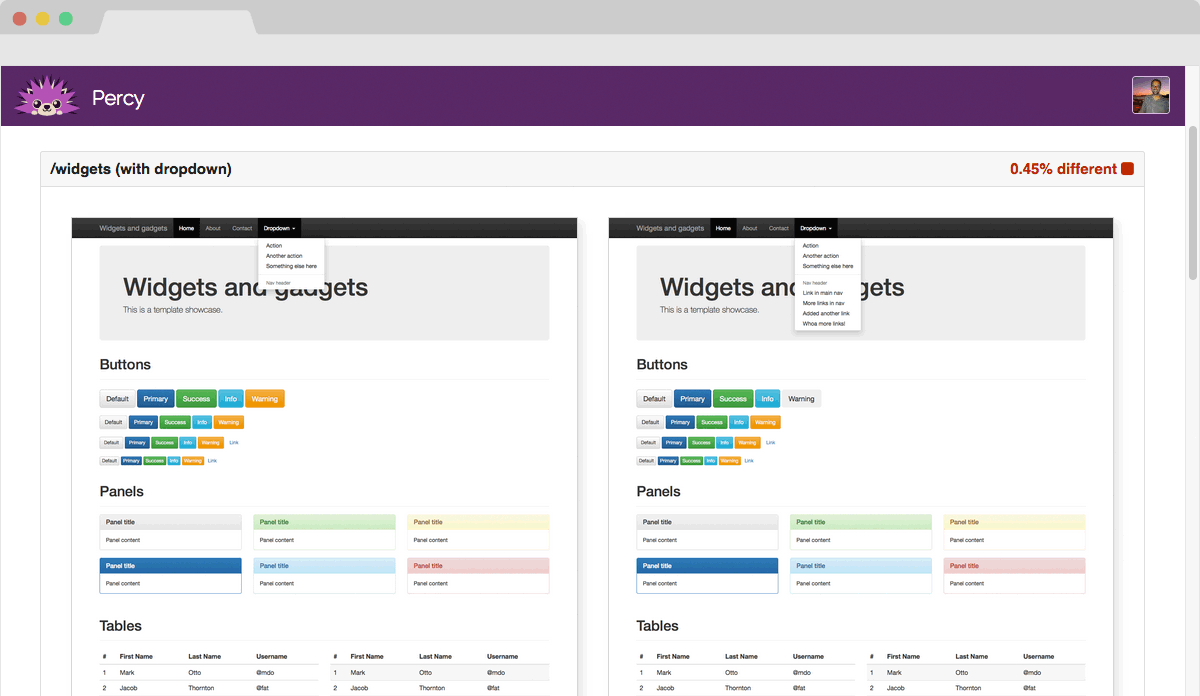 Percy
/widgets (with dropdown) 0.45% different
Widgets and gadgets Home About Contact Dropdown
Action
Another action
Something else here
Nav header
Widgets and gadgets
This is a template showcase.
Buttons
Default Primary Success Info Warning
Default Primary Success Info Warning
Default Primary Success Info Warning Link
Default Primary Success Info Warning Link
Panels
Panel title Panel title Panel title
Panel content Panel content Panel content
Panel title Panel title Panel title
Panel content Panel content Panel content
Tables
# First Name Last Name Username # First Name Last Name Username
1 Mark Otto @mdo 1 Mark Otto @mdo
2 Jacob Thornton @fat 2 Jacob Thornton @fat
Widgets and gadgets Home About Contact Dropdown
Action
Another action
Something else here
Nav header
Link in main nav
More links in nav
Added another link
Whoa more links!
Widgets and gadgets
This is a template showcase.
Buttons
Default Primary Success Info Warning
Default Primary Success Info Warning
Default Primary Success Info Warning Link
Default Primary Success Info Warning Link
Panels
Panel title Panel title Panel title
Panel content Panel content Panel content
Panel title Panel title Panel title
Panel content Panel content Panel content
Tables
# First Name Last Name Username # First Name Last Name Username
1 Mark Otto @mdo 1 Mark Otto @mdo
2 Jacob Thornton @fat 2 Jacob Thornton @fat